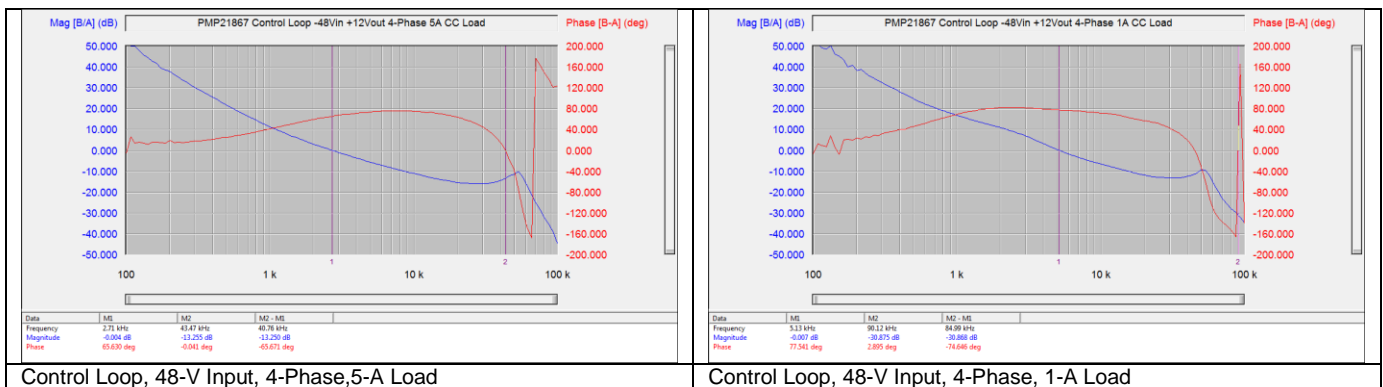 Mag [B/A] (dB) PMP21867 Control Loop -48Vin +12Vout 4-Phase 5A CC Load Phase [B-A] (deg)
50.000 200.000
40.000 160.000
30.000 120.000
20.000 80.000
10.000 40.000
0.000 0.000
-10.000 -40.000
-20.000 -80.000
-30.000 -120.000
-40.000 -160.000
-50.000 -200.000
1 2
100 1 k 10 k 100 k
Data M1 M2 M2 - M1
Frequency 2.71 kHz 43.47 kHz 40.76 kHz
Magnitude -0.004 dB -13.255 dB -13.250 dB
Phase 65.630 deg -0.041 deg -65.671 deg
Control Loop, 48-V Input, 4-Phase,5-A Load
Mag [B/A] (dB) PMP21867 Control Loop -48Vin +12Vout 4-Phase 1A CC Load Phase [B-A] (deg)
50.000 200.000
40.000 160.000
30.000 120.000
20.000 80.000
10.000 40.000
0.000 0.000
-10.000 -40.000
-20.000 -80.000
-30.000 -120.000
-40.000 -160.000
-50.000 -200.000
1 2
100 1 k 10 k 100 k
Data M1 M2 M2 - M1
Frequency 5.13 kHz 90.12 kHz 84.99 kHz
Magnitude -0.007 dB -30.875 dB -30.868 dB
Phase 77.541 deg 2.895 deg -74.646 deg
Control Loop, 48-V Input, 4-Phase, 1-A Load